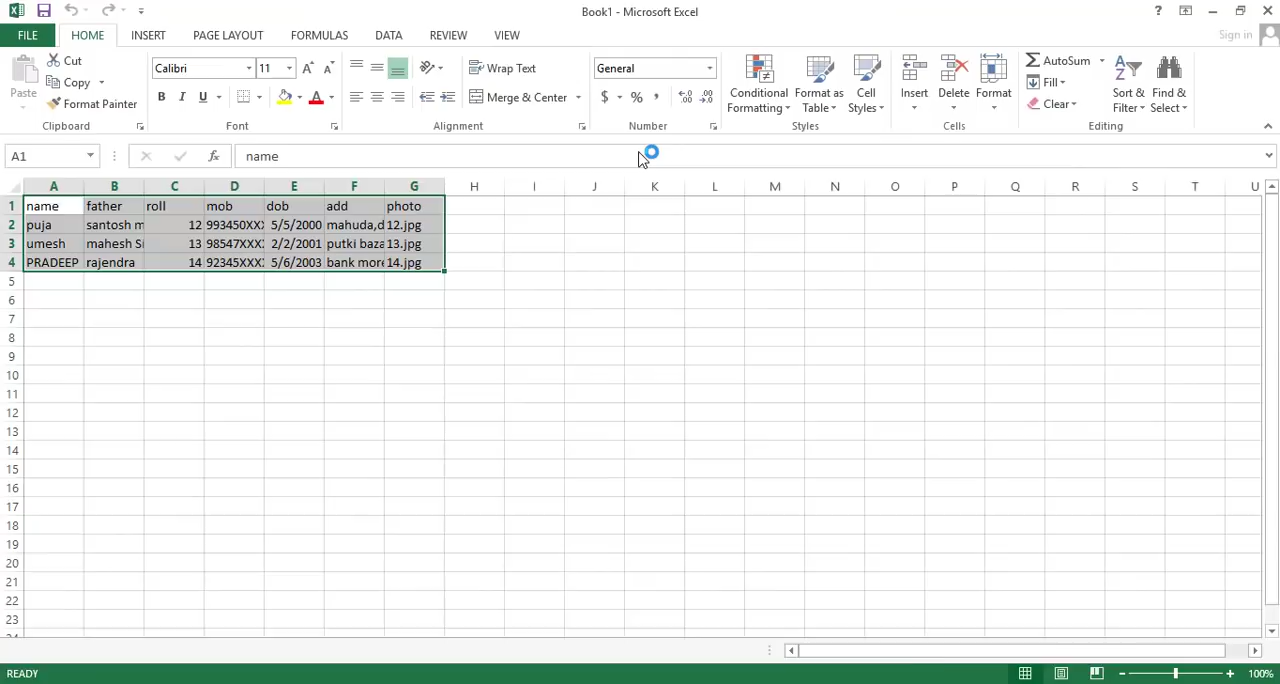 Book1 - Microsoft Excel
?
Sign in
FILE HOME INSERT PAGE LAYOUT FORMULAS DATA REVIEW VIEW
Paste
Cut
Copy
Format Painter
Clipboard
Calibri 11
B I U
Font
Wrap Text
Merge & Center
Alignment
General
$ % ,
Number
Conditional Formatting
Format as Table
Cell Styles
Styles
Insert
Delete
Format
Cells
AutoSum
Fill
Clear
Sort & Filter
Find & Select
Editing
A1 fx name
A B C D E F G H I J K L M N O P Q R S T U
1 name father roll mob dob add photo
2 puja santosh m 12 993450XXX 5/5/2000 mahuda,d 12.jpg
3 umesh mahesh Si 13 98547XXX 2/2/2001 putki baza 13.jpg
4 PRADEEP rajendra 14 92345XXX 5/6/2003 bank more 14.jpg
5
6
7
8
9
10
11
12
13
14
15
16
17
18
19
20
21
22
23
READY 100%